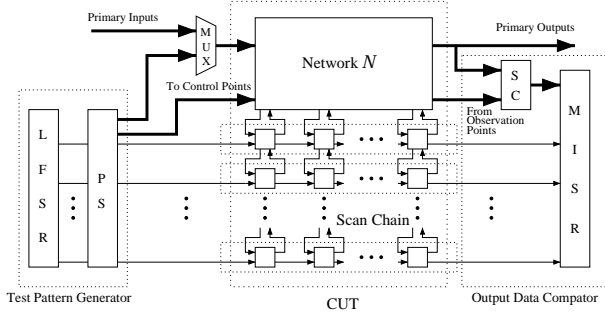 Primary Inputs
M
U
X
Network N
Primary Outputs
S
C
To Control Points
From
Observation
Points
L
F
S
R
P
S
M
I
S
R
Scan Chain
Test Pattern Generator
CUT
Output Data Compator